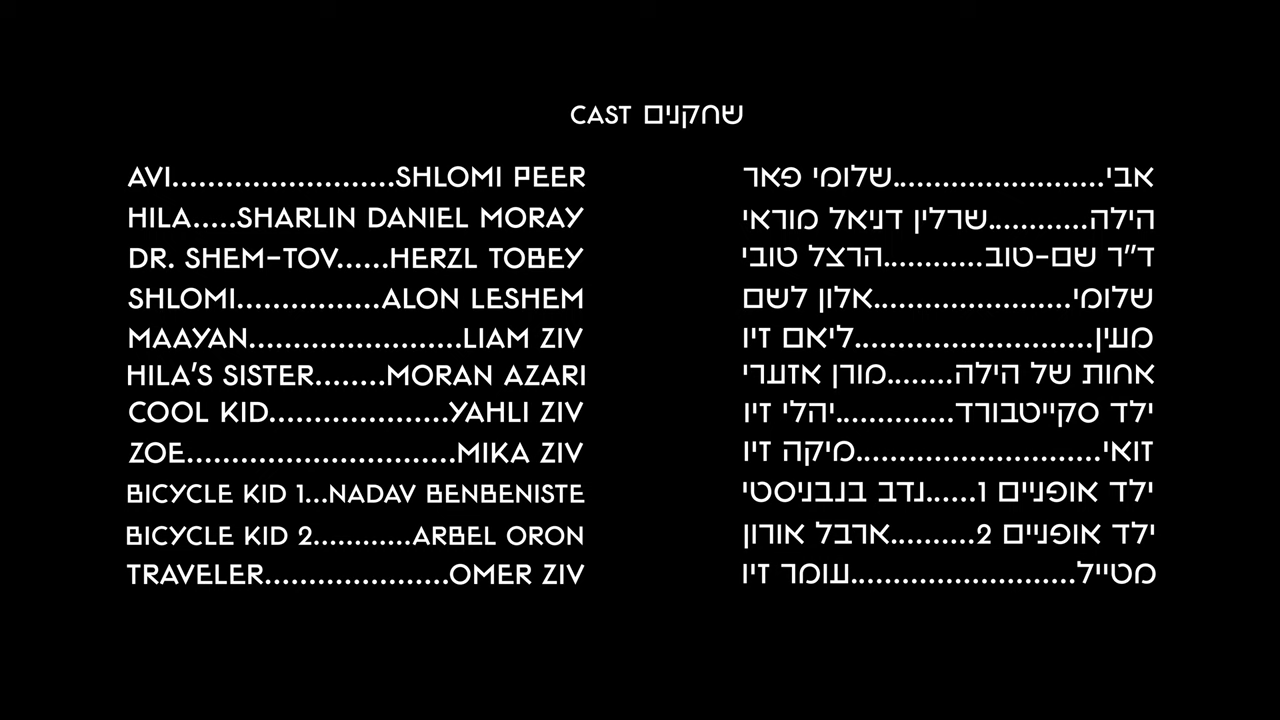 CAST שחקנים
AVI.........................SHLOMI PEER
HILA.....SHARLIN DANIEL MORAY
DR. SHEM-TOV......HERZL TOBEY
SHLOMI................ALON LESHEM
MAAYAN........................LIAM ZIV
HILA'S SISTER........MORAN AZARI
COOL KID....................YAHLI ZIV
ZOE..............................MIKA ZIV
BICYCLE KID 1...NADAV BENBENISTE
BICYCLE KID 2...........ARBEL ORON
TRAVELER.....................OMER ZIV
אבי........................שלומי פאר
הילה...........שרלין דניאל מוראי
ד"ר שם-טוב...........הרצל טובי
שלומי......................אלון לשם
מעין...........................ליאם זיו
אחות של הילה........מורן אזערי
ילד סקייטבורד.............יהלי זיו
זואי...........................מיקה זיו
ילד אופניים 1......נדב בנבניסטי
ילד אופניים 2..........ארבל אורון
מטייל.........................עומר זיו